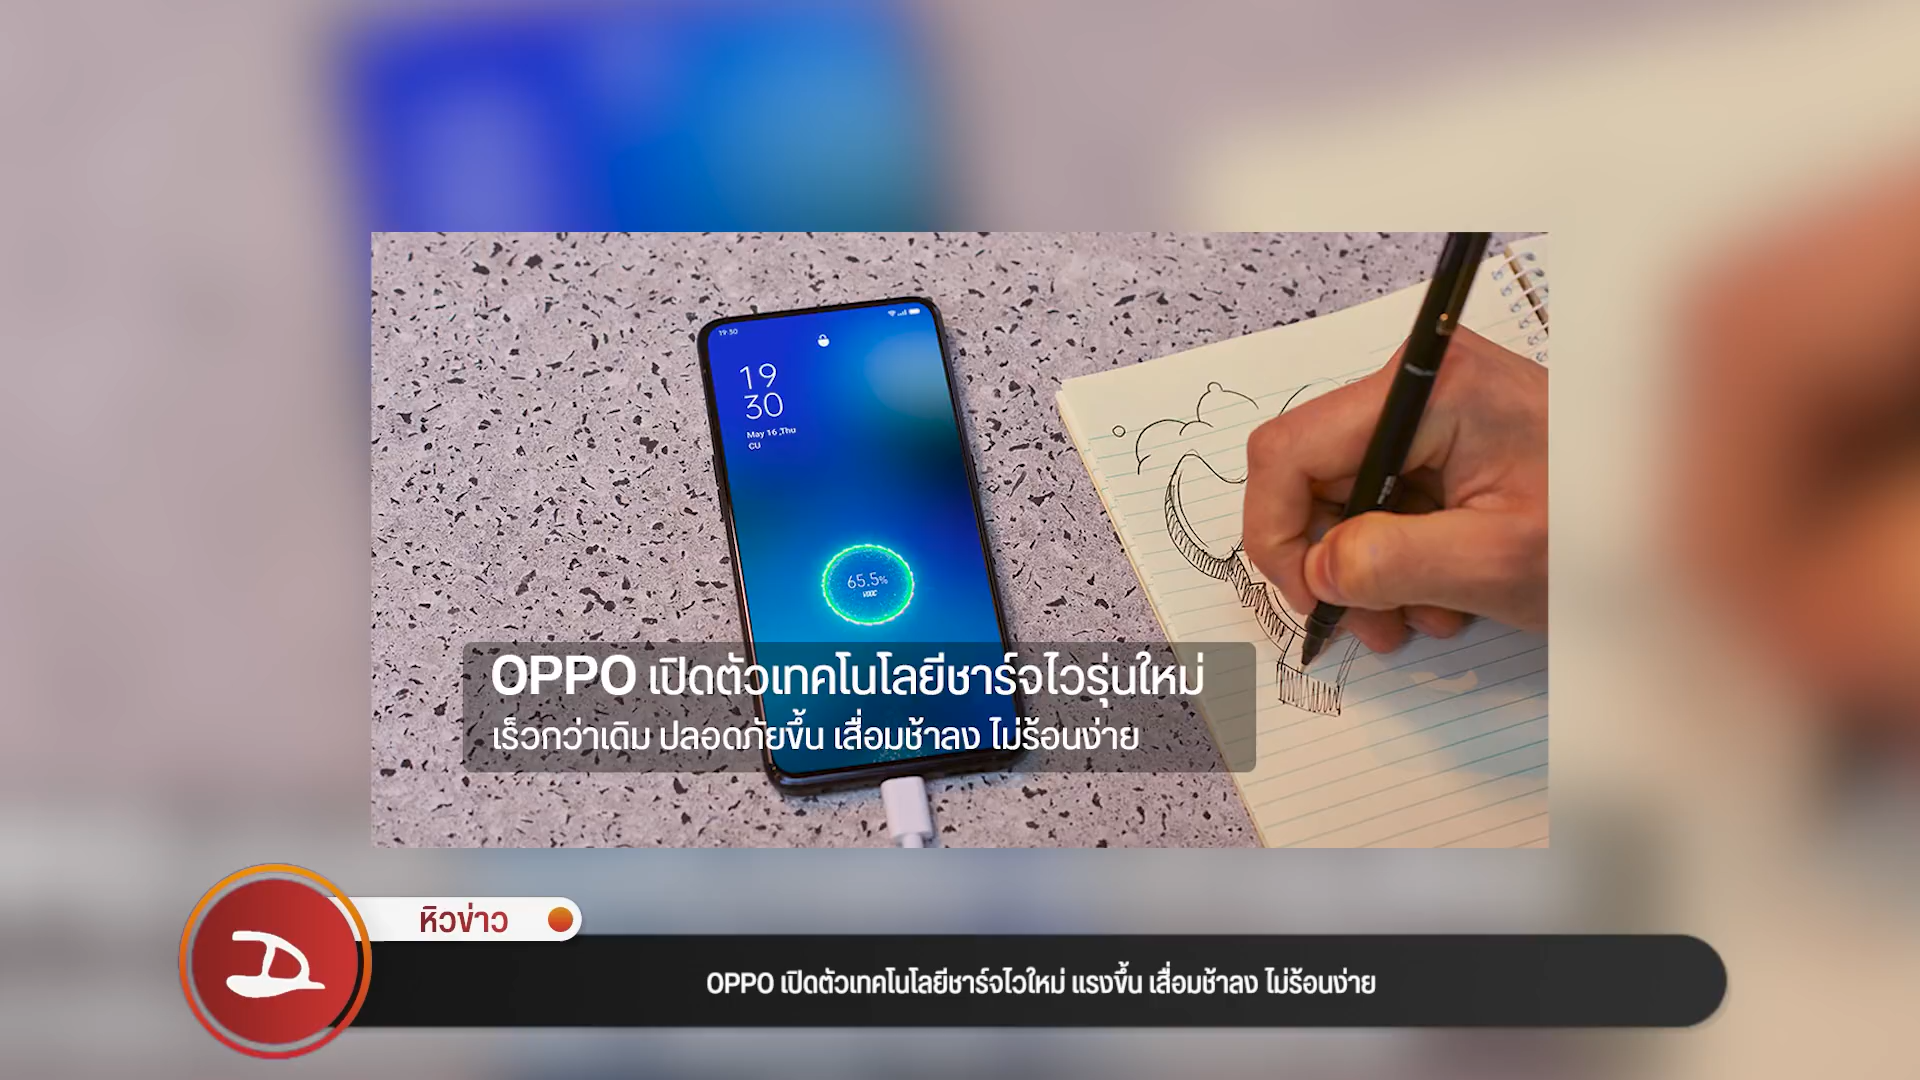 19:30
19
30
May 16 ,Thu
CU
65.5%
VOOC
OPPO เปิดตัวเทคโนโลยีชาร์จไวรุ่นใหม่
เร็วกว่าเดิม ปลอดภัยขึ้น เสื่อมช้าลง ไม่ร้อนง่าย
หิวข่าว
OPPO เปิดตัวเทคโนโลยีชาร์จไวใหม่ แรงขึ้น เสื่อมช้าลง ไม่ร้อนง่าย